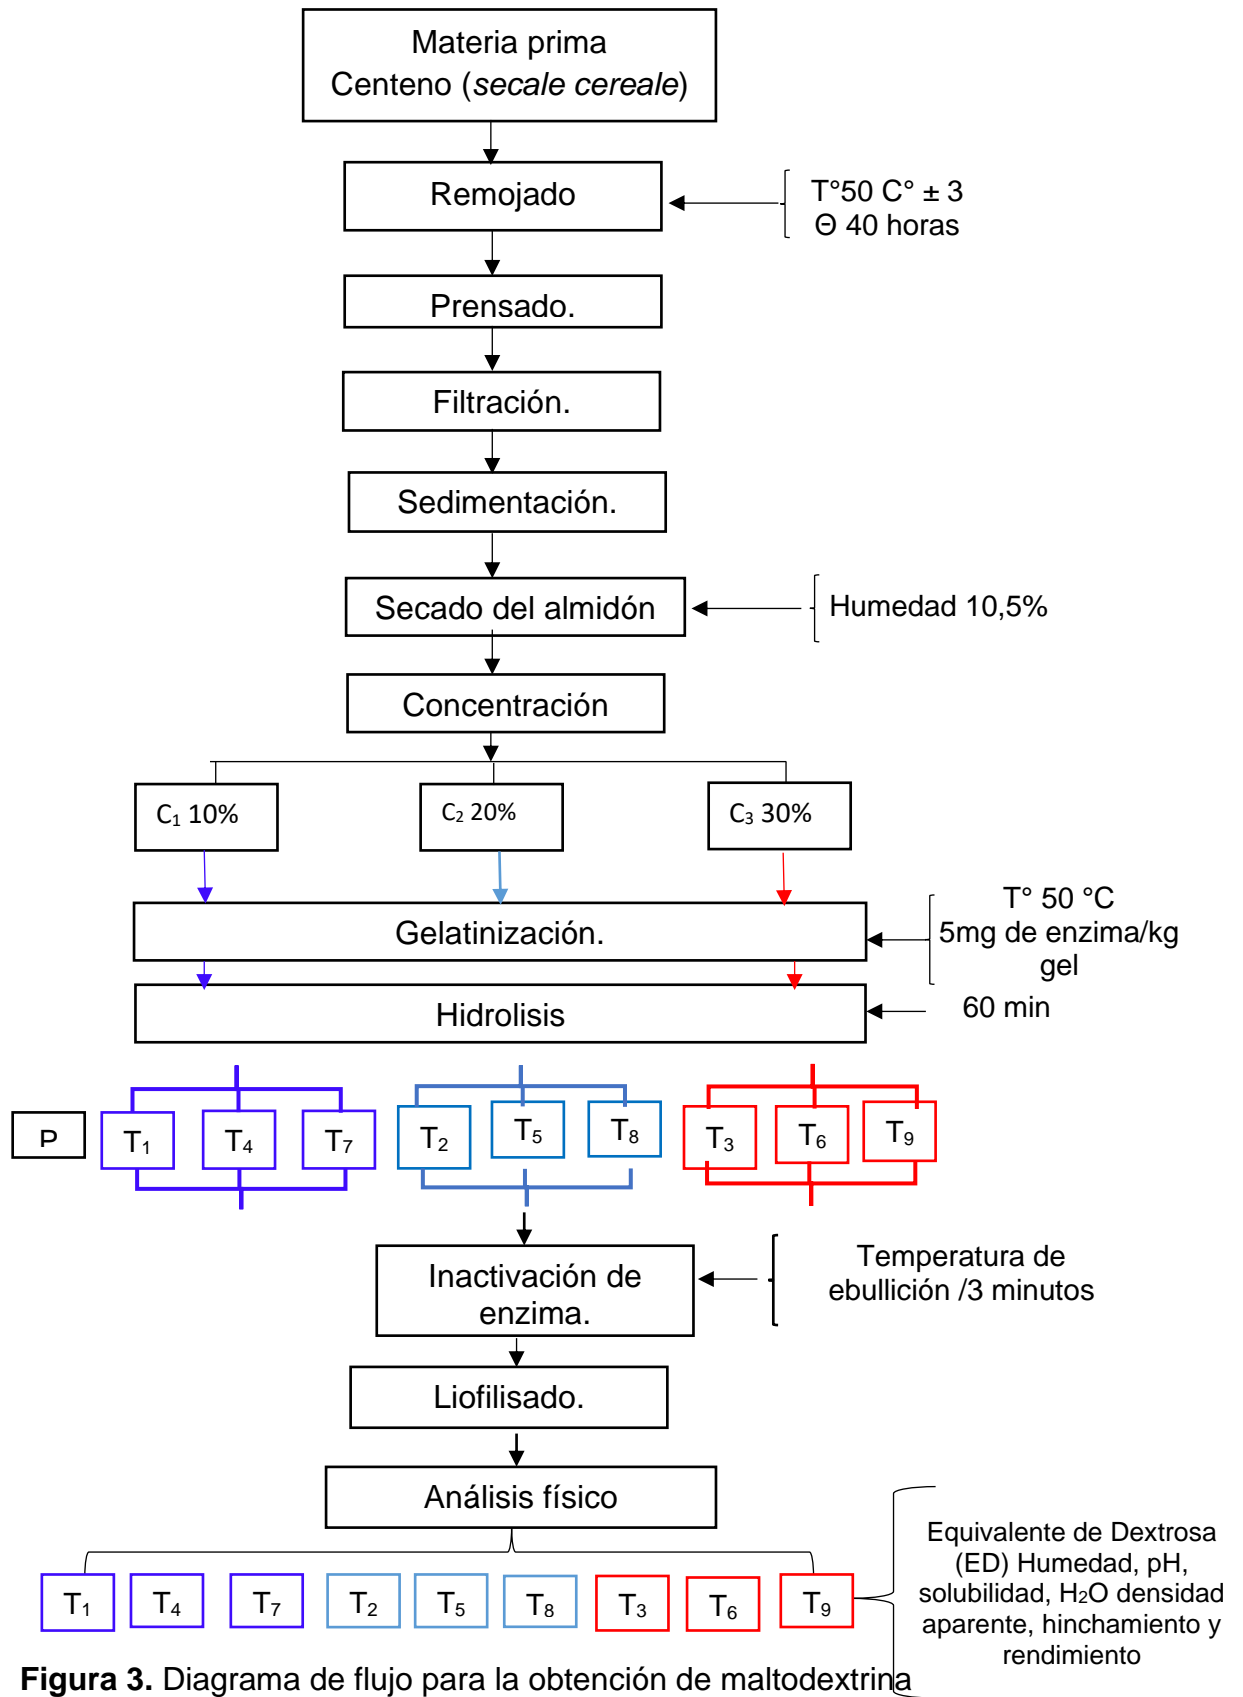 Materia prima
Centeno (secale cereale)
Remojado
T°50 C° ± 3
Θ 40 horas
Prensado.
Filtración.
Sedimentación.
Secado del almidón
Humedad 10,5%
Concentración
C₁ 10%
C₂ 20%
C₃ 30%
Gelatinización.
T° 50 °C
5mg de enzima/kg
gel
Hidrolisis
60 min
P
T₁
T₄
T₇
T₂
T₅
T₈
T₃
T₆
T₉
Inactivación de
enzima.
Temperatura de
ebullición /3 minutos
Liofilisado.
Análisis físico
T₁
T₄
T₇
T₂
T₅
T₈
T₃
T₆
T₉
Equivalente de Dextrosa
(ED) Humedad, pH,
solubilidad, H₂O densidad
aparente, hinchamiento y
rendimiento
Figura 3. Diagrama de flujo para la obtención de maltodextrina